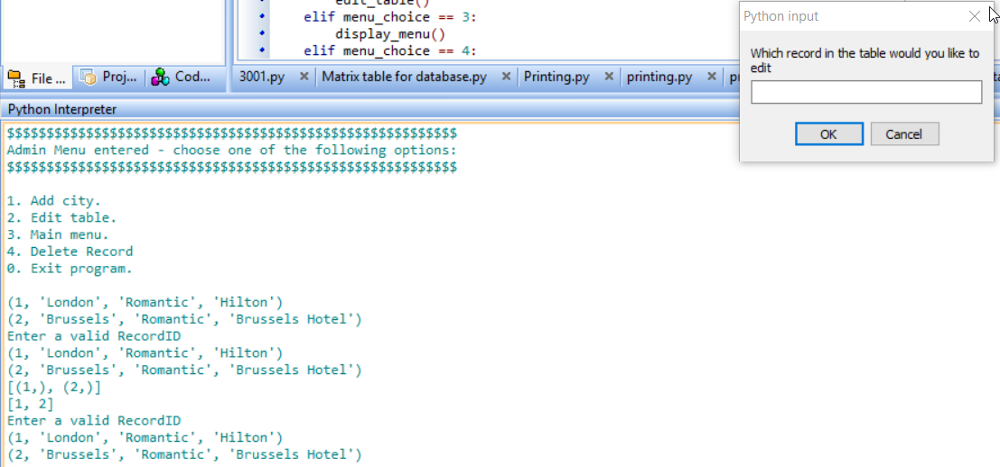 edit_table()
elif menu_choice == 3:
display_menu()
elif menu_choice == 4:
File ...
Proj...
Cod...
3001.py
Matrix table for database.py
Printing.py
printing.py
Python Interpreter
$$$$$$$$$$$$$$$$$$$$$$$$$$$$$$$$$$$$$$$$$$$$$$$$$$$$$$$$$
Admin Menu entered - choose one of the following options:
$$$$$$$$$$$$$$$$$$$$$$$$$$$$$$$$$$$$$$$$$$$$$$$$$$$$$$$$$
1. Add city.
2. Edit table.
3. Main menu.
4. Delete Record
0. Exit program.
(1, 'London', 'Romantic', 'Hilton')
(2, 'Brussels', 'Romantic', 'Brussels Hotel')
Enter a valid RecordID
(1, 'London', 'Romantic', 'Hilton')
(2, 'Brussels', 'Romantic', 'Brussels Hotel')
[(1,), (2,)]
[1, 2]
Enter a valid RecordID
(1, 'London', 'Romantic', 'Hilton')
(2, 'Brussels', 'Romantic', 'Brussels Hotel')
Python input
Which record in the table would you like to
edit
OK
Cancel